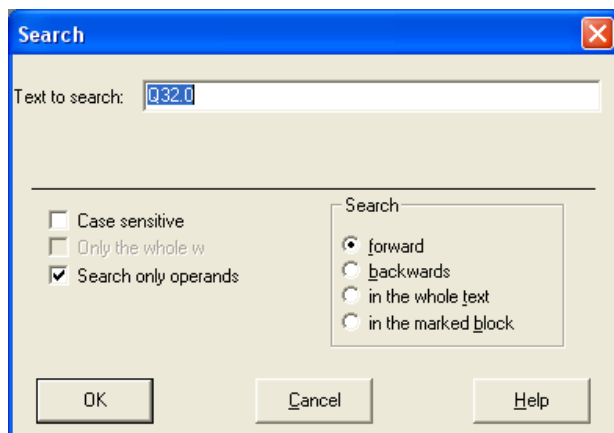 Search
Text to search: Q32.0
Case sensitive
Only the whole w
Search only operands
Search
forward
backwards
in the whole text
in the marked block
OK Cancel Help